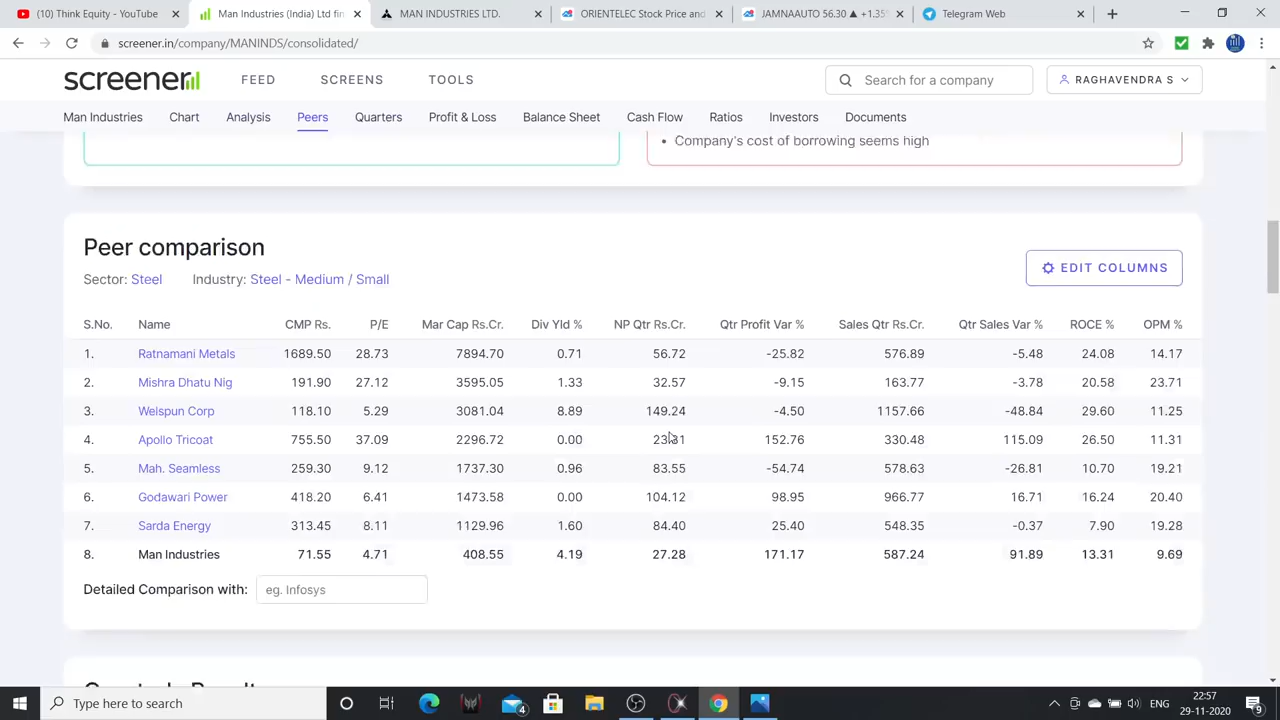 (10) Think Equity - YouTube
Man Industries (India) Ltd fin
MAN INDUSTRIES LTD.
ORIENTELEC Stock Price and
JAMNAAUTO 56.30 ▲ +1.35%
Telegram Web
screener.in/company/MANINDS/consolidated/
screener
FEED SCREENS TOOLS
Search for a company
RAGHAVENDRA S
Man Industries Chart Analysis Peers Quarters Profit & Loss Balance Sheet Cash Flow Ratios Investors Documents
• Company's cost of borrowing seems high
Peer comparison
EDIT COLUMNS
Sector: Steel Industry: Steel - Medium / Small
S.No. Name CMP Rs. P/E Mar Cap Rs.Cr. Div Yld % NP Qtr Rs.Cr. Qtr Profit Var % Sales Qtr Rs.Cr. Qtr Sales Var % ROCE % OPM %
1. Ratnamani Metals 1689.50 28.73 7894.70 0.71 56.72 -25.82 576.89 -5.48 24.08 14.17
2. Mishra Dhatu Nig 191.90 27.12 3595.05 1.33 32.57 -9.15 163.77 -3.78 20.58 23.71
3. Welspun Corp 118.10 5.29 3081.04 8.89 149.24 -4.50 1157.66 -48.84 29.60 11.25
4. Apollo Tricoat 755.50 37.09 2296.72 0.00 152.76 330.48 115.09 26.50 11.31
5. Mah. Seamless 259.30 9.12 1737.30 0.96 83.55 -54.74 578.63 -26.81 10.70 19.21
6. Godawari Power 418.20 6.41 1473.58 0.00 104.12 98.95 966.77 16.71 16.24 20.40
7. Sarda Energy 313.45 8.11 1129.96 1.60 84.40 25.40 548.35 -0.37 7.90 19.28
8. Man Industries 71.55 4.71 408.55 4.19 27.28 171.17 587.24 91.89 13.31 9.69
Detailed Comparison with: eg. Infosys
Type here to search
4
ENG
22:57
29-11-2020
9